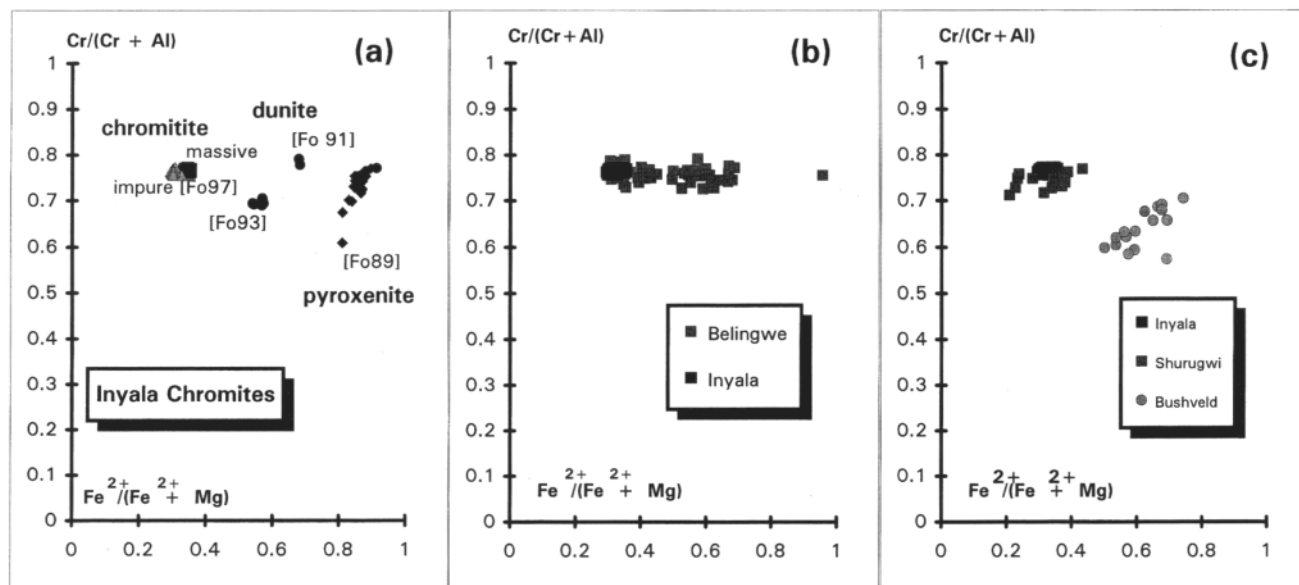 Cr/(Cr + Al)
(a)
1
0.9
0.8
0.7
0.6
0.5
0.4
0.3
0.2
0.1
0
dunite
[Fo 91]
chromitite
massive
impure [Fo97]
[Fo93]
[Fo89]
pyroxenite
Inyala Chromites
Fe2+/(Fe2+ + Mg)
0 0.2 0.4 0.6 0.8 1
Cr/(Cr+Al)
(b)
1
0.9
0.8
0.7
0.6
0.5
0.4
0.3
0.2
0.1
0
Belingwe
Inyala
Fe2+/(Fe2+ + Mg)
0 0.2 0.4 0.6 0.8 1
Cr/(Cr+Al)
(c)
1
0.9
0.8
0.7
0.6
0.5
0.4
0.3
0.2
0.1
0
Inyala
Shurugwi
Bushveld
Fe2+/(Fe2+ + Mg)
0 0.2 0.4 0.6 0.8 1